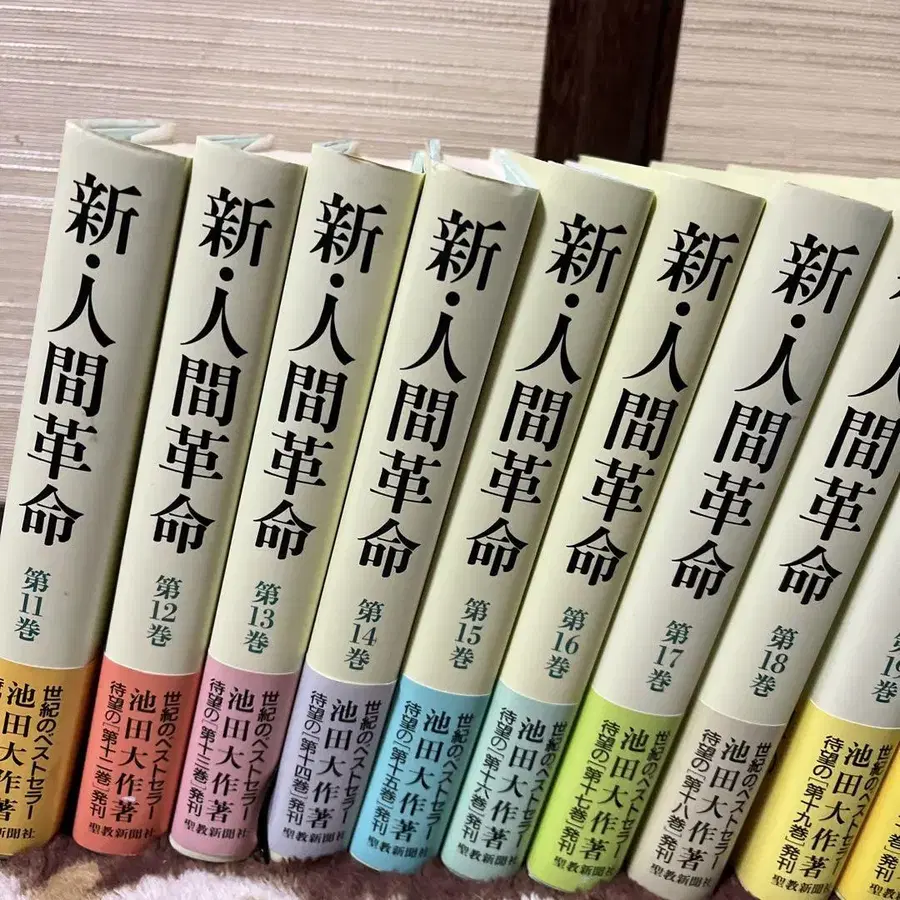 新・人間革命
第11巻
池田大作著
新・人間革命
第12巻
世紀のベストセラー
池田大作著
待望の［第十二巻］発刊
聖教新聞社
新・人間革命
第13巻
世紀のベストセラー
池田大作著
待望の［第十三巻］発刊
聖教新聞社
新・人間革命
第14巻
世紀のベストセラー
池田大作著
待望の［第十四巻］発刊
聖教新聞社
新・人間革命
第15巻
世紀のベストセラー
池田大作著
待望の［第十五巻］発刊
聖教新聞社
新・人間革命
第16巻
世紀のベストセラー
池田大作著
待望の［第十六巻］発刊
聖教新聞社
新・人間革命
第17巻
世紀のベストセラー
池田大作著
待望の［第十七巻］発刊
聖教新聞社
新・人間革命
第18巻
世紀のベストセラー
池田大作著
待望の［第十八巻］発刊
聖教新聞社
人間革命
第19
池田大作著
待望の［第十九巻］発刊